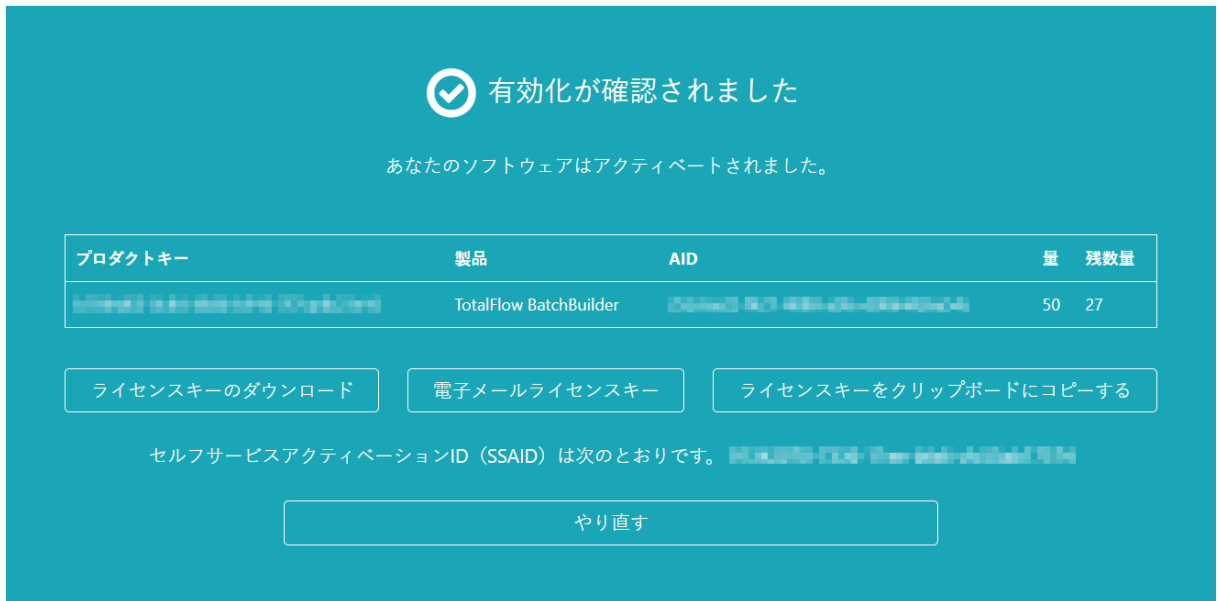 有効化が確認されました
あなたのソフトウェアはアクティベートされました。
プロダクトキー 製品 AID 量 残数量
TotalFlow BatchBuilder 50 27
ライセンスキーのダウンロード 電子メールライセンスキー ライセンスキーをクリップボードにコピーする
セルフサービスアクティベーションID（SSAID）は次のとおりです。
やり直す